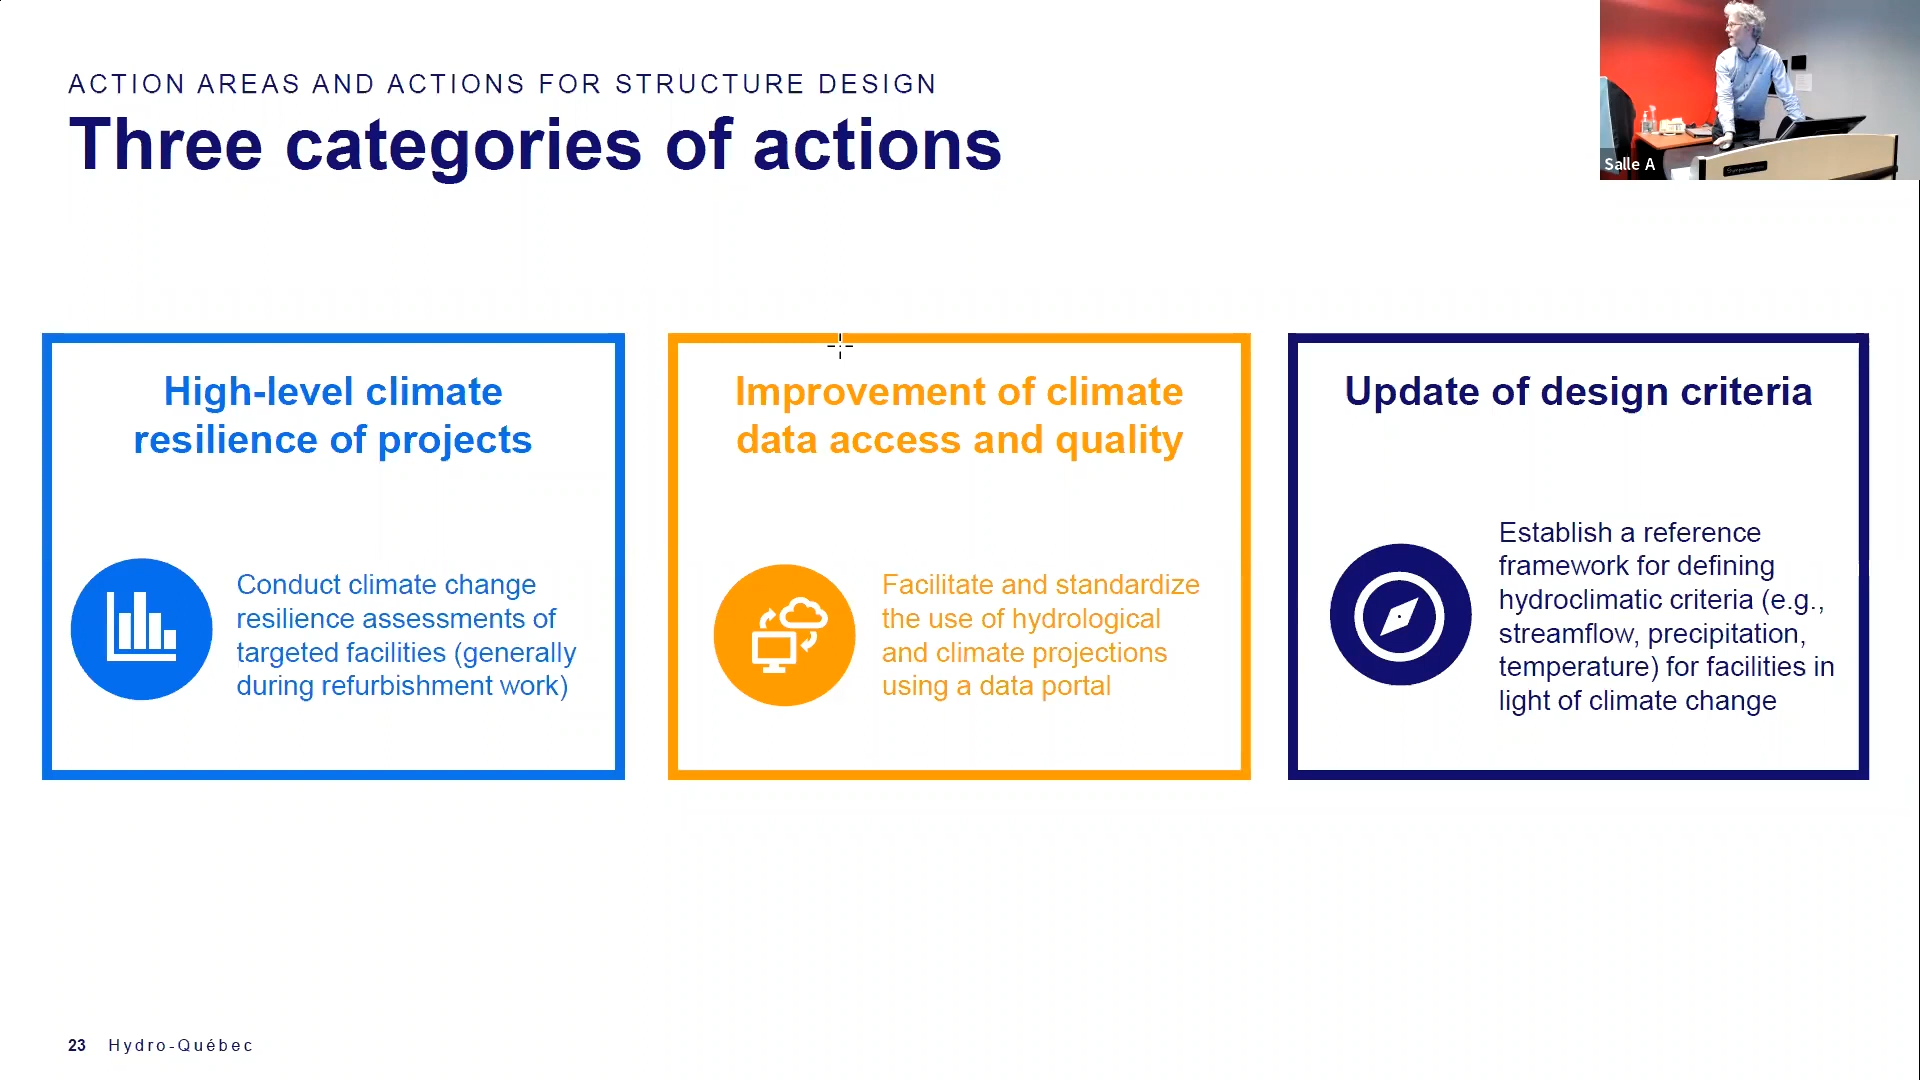 ACTION AREAS AND ACTIONS FOR STRUCTURE DESIGN
Three categories of actions
Salle A
High-level climate
resilience of projects
Conduct climate change
resilience assessments of
targeted facilities (generally
during refurbishment work)
Improvement of climate
data access and quality
Facilitate and standardize
the use of hydrological
and climate projections
using a data portal
Update of design criteria
Establish a reference
framework for defining
hydroclimatic criteria (e.g.,
streamflow, precipitation,
temperature) for facilities in
light of climate change
23 Hydro-Québec